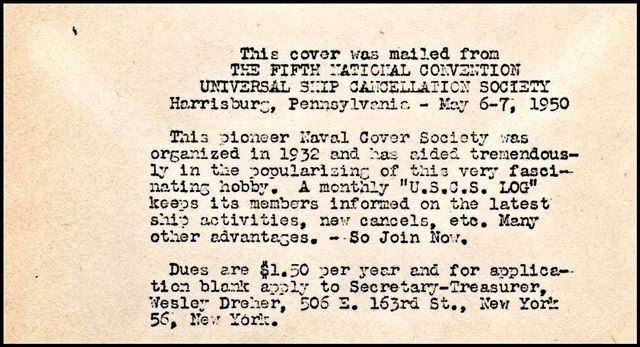 This cover was mailed from
THE FIFTH NATIONAL CONVENTION
UNIVERSAL SHIP CANCELLATION SOCIETY
Harrisburg, Pennsylvania - May 6-7, 1950
This pioneer Naval Cover Society was
organized in 1932 and has aided tremendous-
ly in the popularizing of this very fasci-
nating hobby. A monthly "U.S.C.S. LOG"
keeps its members informed on the latest
ship activities, new cancels, etc. Many
other advantages. -- So Join Now.
Dues are $1.50 per year and for applica-
tion blank apply to Secretary-Treasurer,
Wesley Dreher, 506 E. 163rd St., New York
56, New York.